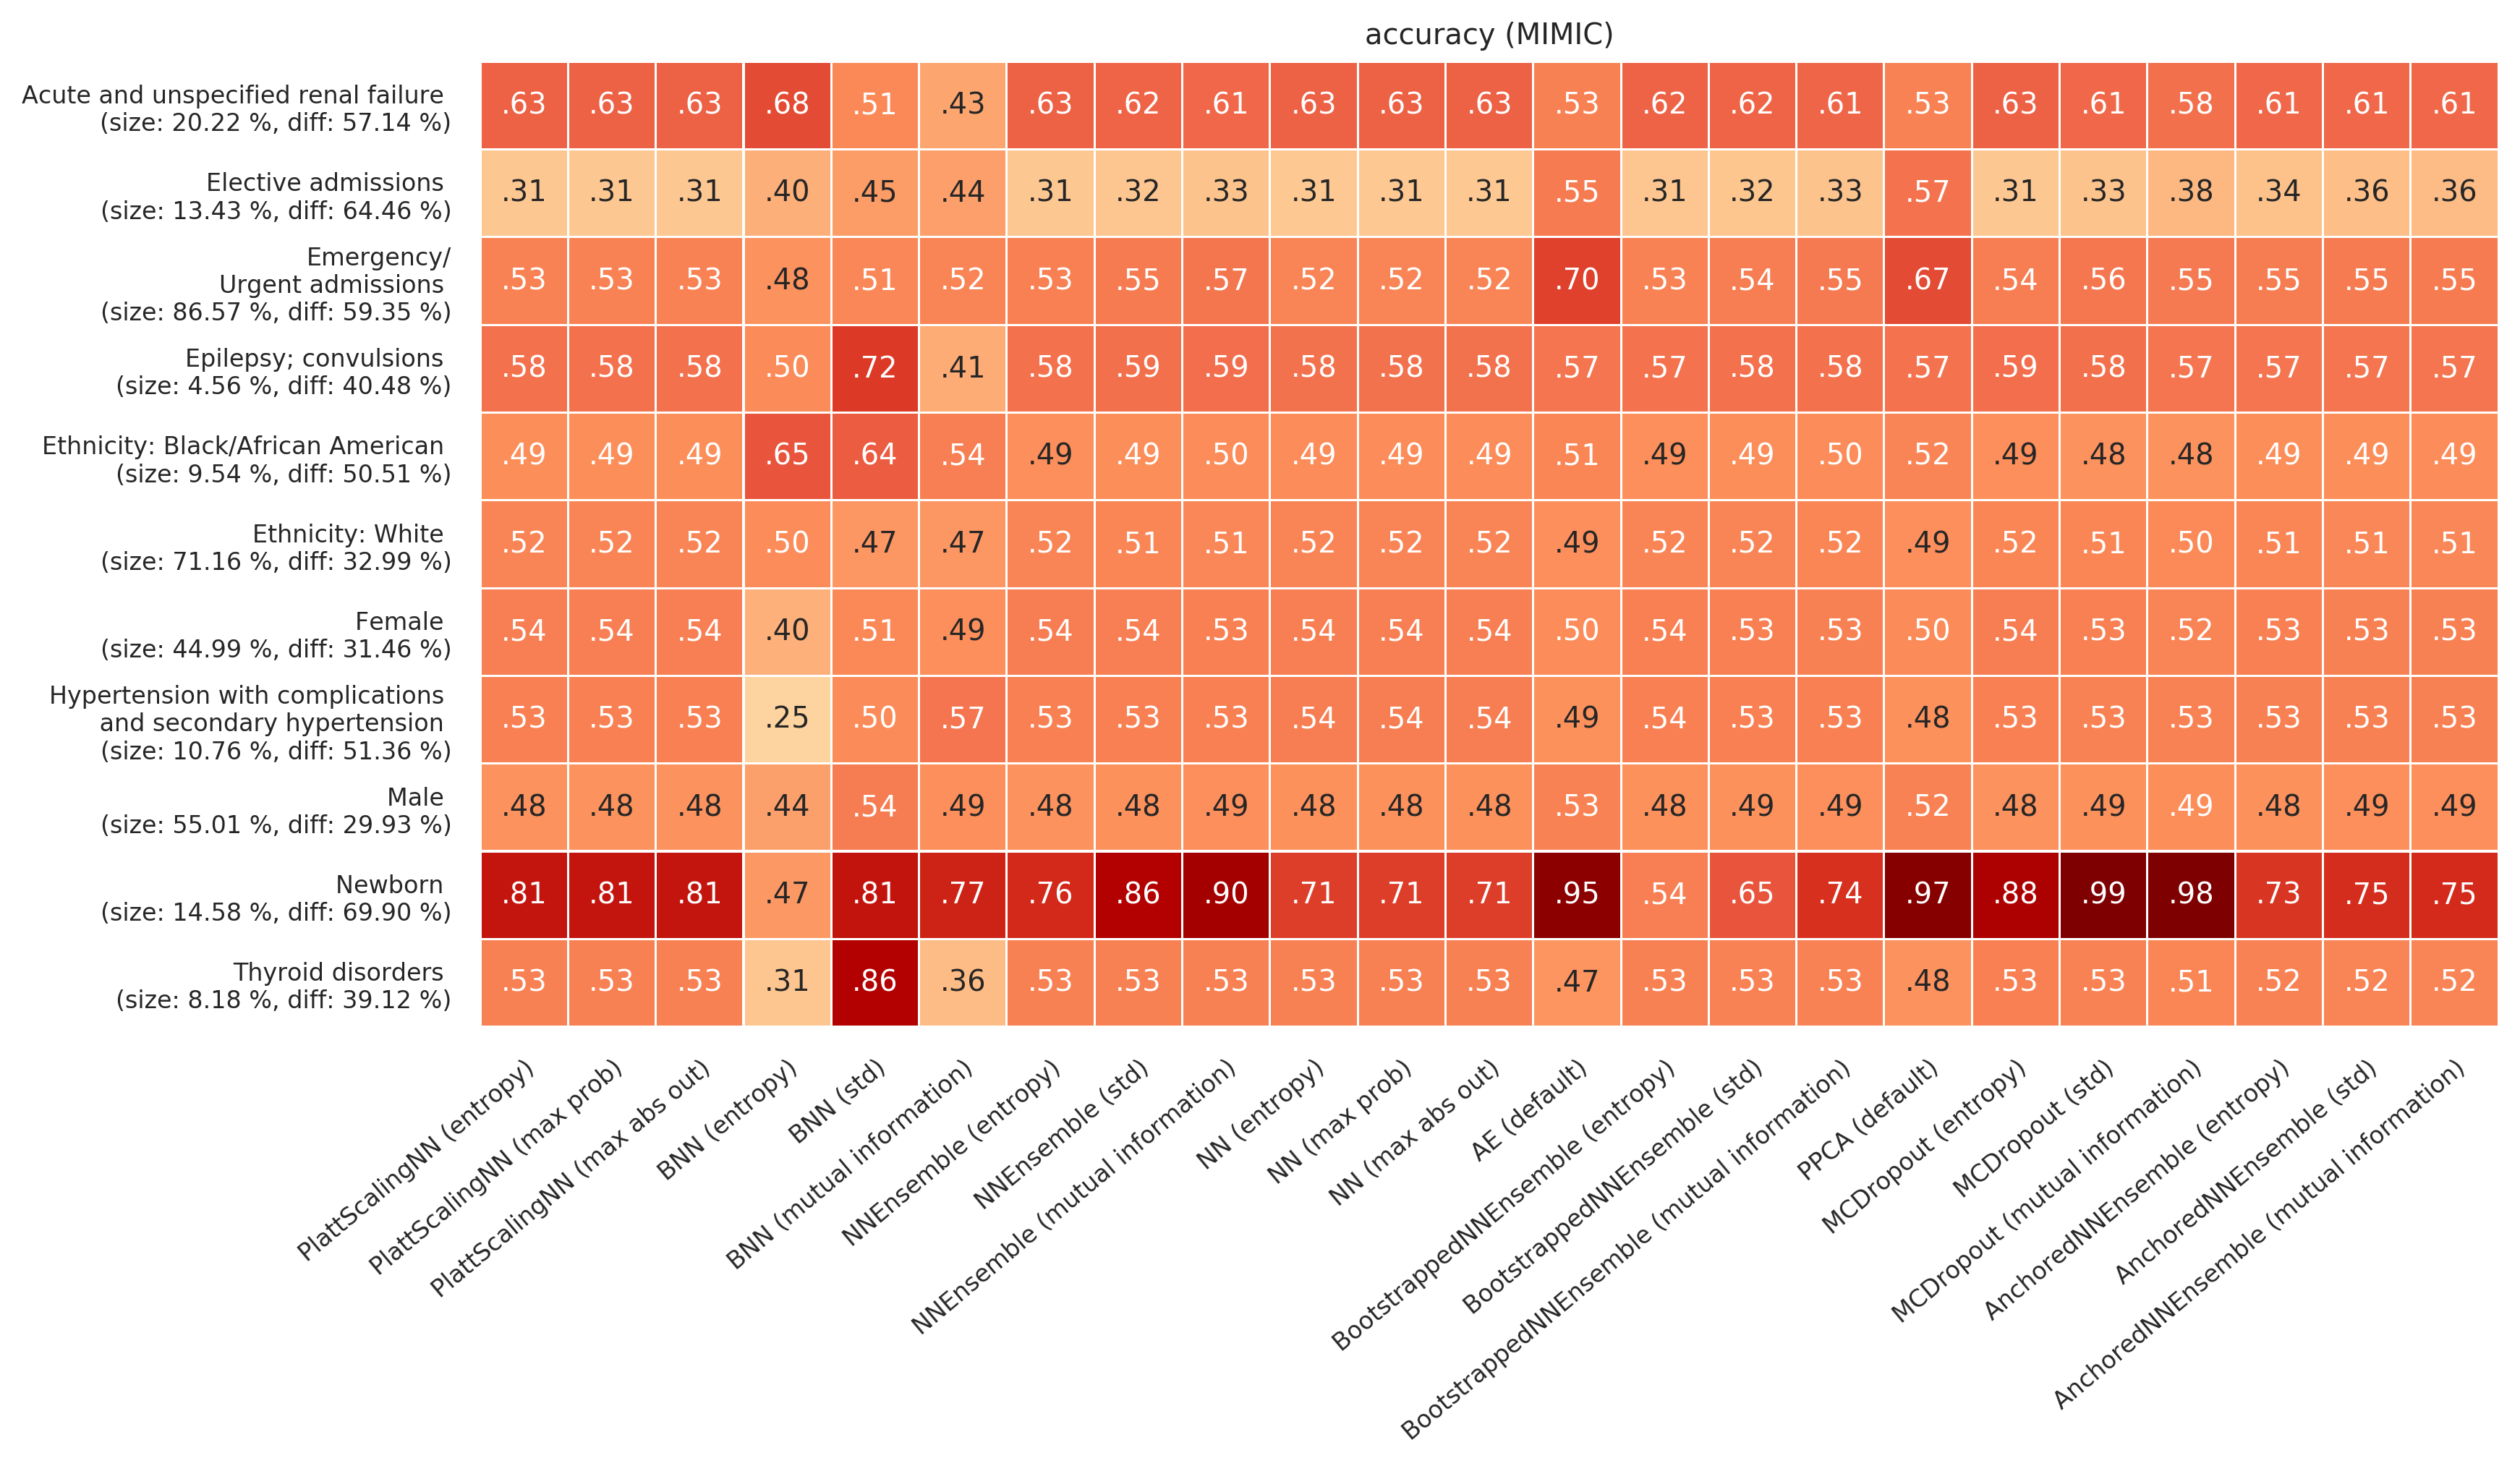 accuracy (MIMIC)
Acute and unspecified renal failure
(size: 20.22 %, diff: 57.14 %)
.63 .63 .63 .68 .51 .43 .63 .62 .61 .63 .63 .63 .53 .62 .62 .61 .53 .63 .61 .58 .61 .61 .61
Elective admissions
(size: 13.43 %, diff: 64.46 %)
.31 .31 .31 .40 .45 .44 .31 .32 .33 .31 .31 .31 .55 .31 .32 .33 .57 .31 .33 .38 .34 .36 .36
Emergency/
Urgent admissions
(size: 86.57 %, diff: 59.35 %)
.53 .53 .53 .48 .51 .52 .53 .55 .57 .52 .52 .52 .70 .53 .54 .55 .67 .54 .56 .55 .55 .55 .55
Epilepsy; convulsions
(size: 4.56 %, diff: 40.48 %)
.58 .58 .58 .50 .72 .41 .58 .59 .59 .58 .58 .58 .57 .57 .58 .58 .57 .59 .58 .57 .57 .57 .57
Ethnicity: Black/African American
(size: 9.54 %, diff: 50.51 %)
.49 .49 .49 .65 .64 .54 .49 .49 .50 .49 .49 .49 .51 .49 .49 .50 .52 .49 .48 .48 .49 .49 .49
Ethnicity: White
(size: 71.16 %, diff: 32.99 %)
.52 .52 .52 .50 .47 .47 .52 .51 .51 .52 .52 .52 .49 .52 .52 .52 .49 .52 .51 .50 .51 .51 .51
Female
(size: 44.99 %, diff: 31.46 %)
.54 .54 .54 .40 .51 .49 .54 .54 .53 .54 .54 .54 .50 .54 .53 .53 .50 .54 .53 .52 .53 .53 .53
Hypertension with complications
and secondary hypertension
(size: 10.76 %, diff: 51.36 %)
.53 .53 .53 .25 .50 .57 .53 .53 .53 .54 .54 .54 .49 .54 .53 .53 .48 .53 .53 .53 .53 .53 .53
Male
(size: 55.01 %, diff: 29.93 %)
.48 .48 .48 .44 .54 .49 .48 .48 .49 .48 .48 .48 .53 .48 .49 .49 .52 .48 .49 .49 .48 .49 .49
Newborn
(size: 14.58 %, diff: 69.90 %)
.81 .81 .81 .47 .81 .77 .76 .86 .90 .71 .71 .71 .95 .54 .65 .74 .97 .88 .99 .98 .73 .75 .75
Thyroid disorders
(size: 8.18 %, diff: 39.12 %)
.53 .53 .53 .31 .86 .36 .53 .53 .53 .53 .53 .53 .47 .53 .53 .53 .48 .53 .53 .51 .52 .52 .52
PlattScalingNN (entropy)
PlattScalingNN (max prob)
PlattScalingNN (max abs out)
BNN (entropy)
BNN (std)
BNN (mutual information)
NNEnsemble (entropy)
NNEnsemble (std)
NNEnsemble (mutual information)
NN (entropy)
NN (max prob)
NN (max abs out)
AE (default)
BootstrappedNNEnsemble (entropy)
BootstrappedNNEnsemble (std)
BootstrappedNNEnsemble (mutual information)
PPCA (default)
MCDropout (entropy)
MCDropout (std)
MCDropout (mutual information)
AnchoredNNEnsemble (entropy)
AnchoredNNEnsemble (std)
AnchoredNNEnsemble (mutual information)